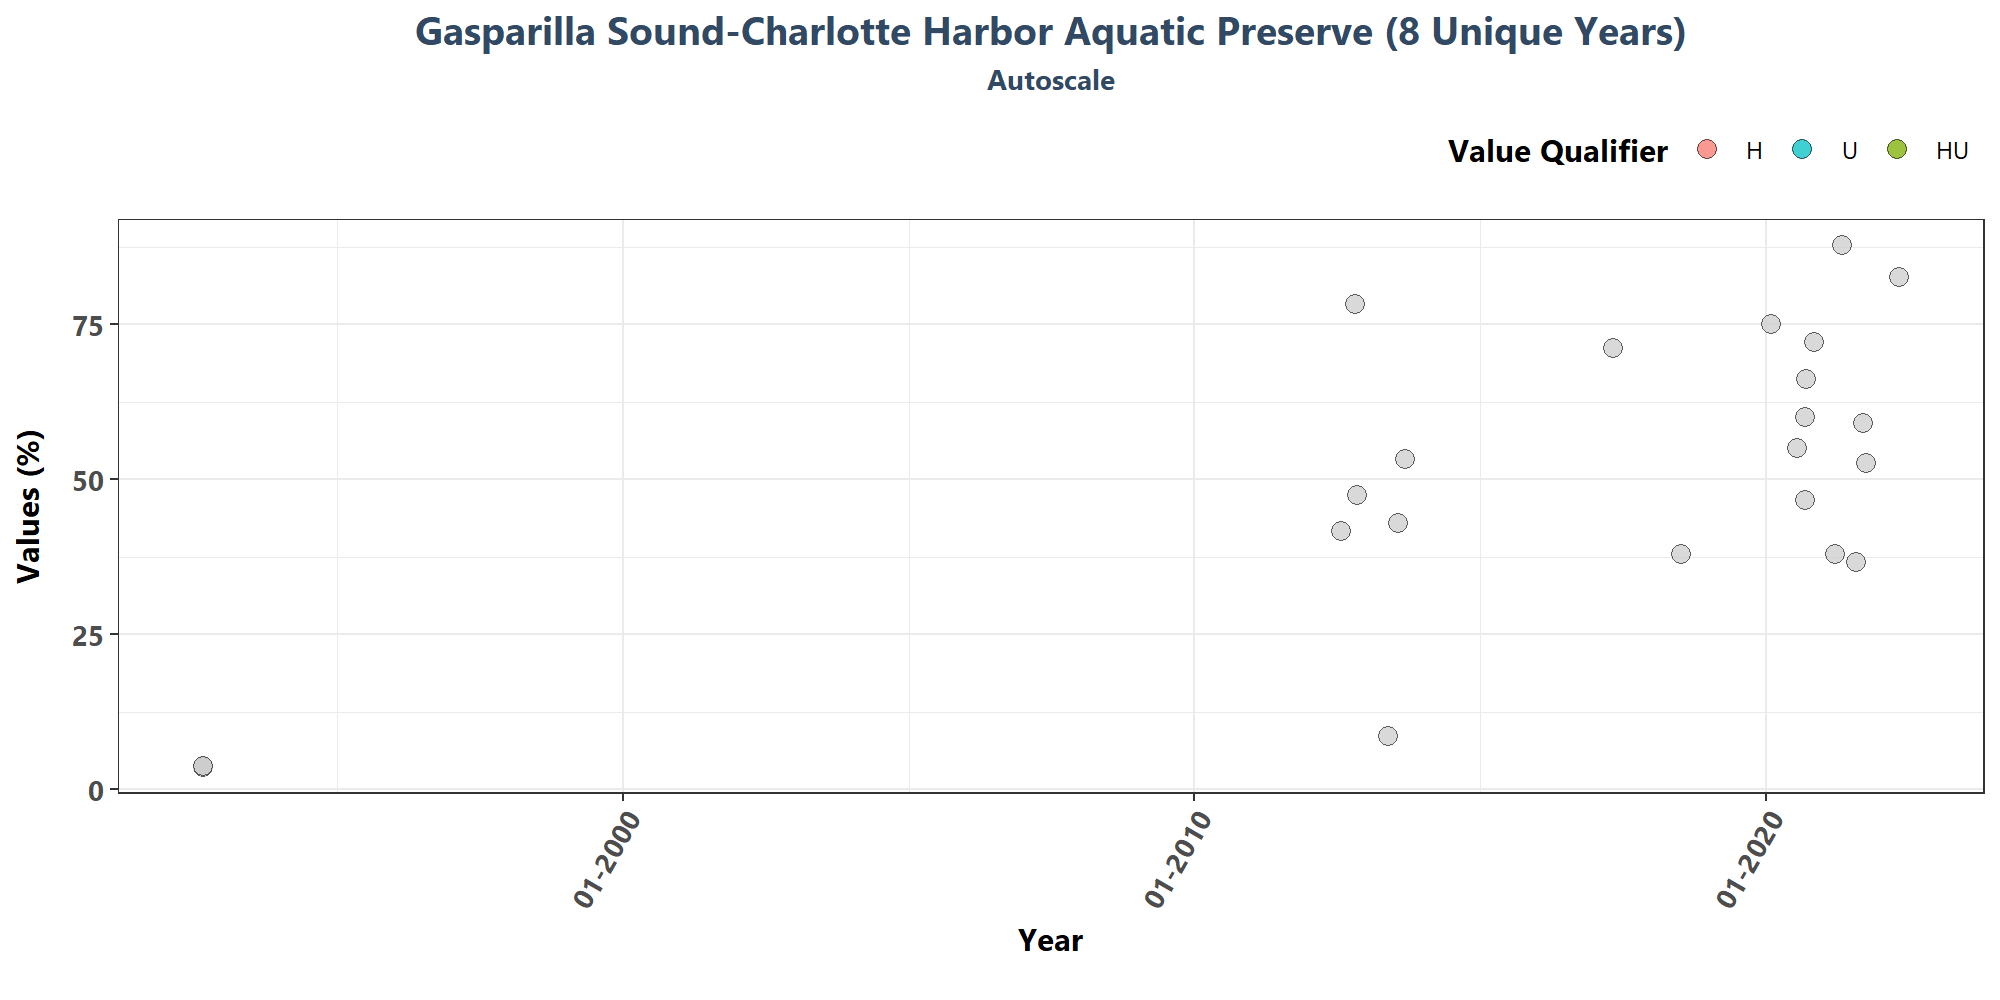 Gasparilla Sound-Charlotte Harbor Aquatic Preserve (8 Unique Years)
Autoscale
Value Qualifier H U HU
Values (%)
75
50
25
0
01-2000 01-2010 01-2020
Year